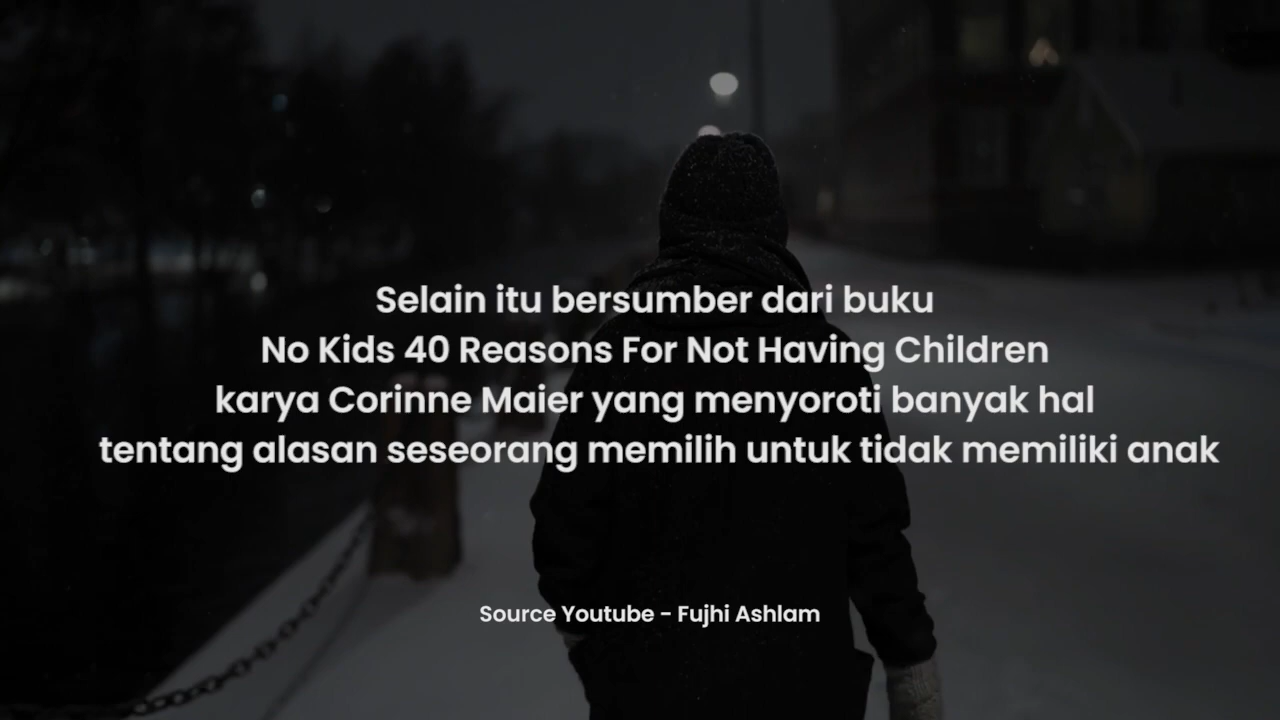 Selain itu bersumber dari buku
No Kids 40 Reasons For Not Having Children
karya Corinne Maier yang menyoroti banyak hal
tentang alasan seseorang memilih untuk tidak memiliki anak
Source Youtube - Fujhi Ashlam